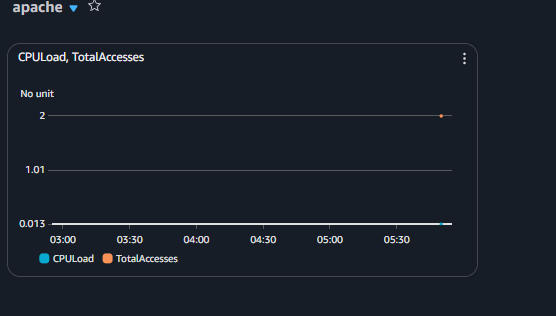 apache
CPULoad, TotalAccesses
No unit
2
1.01
0.013
03:00 03:30 04:00 04:30 05:00 05:30
CPULoad TotalAccesses